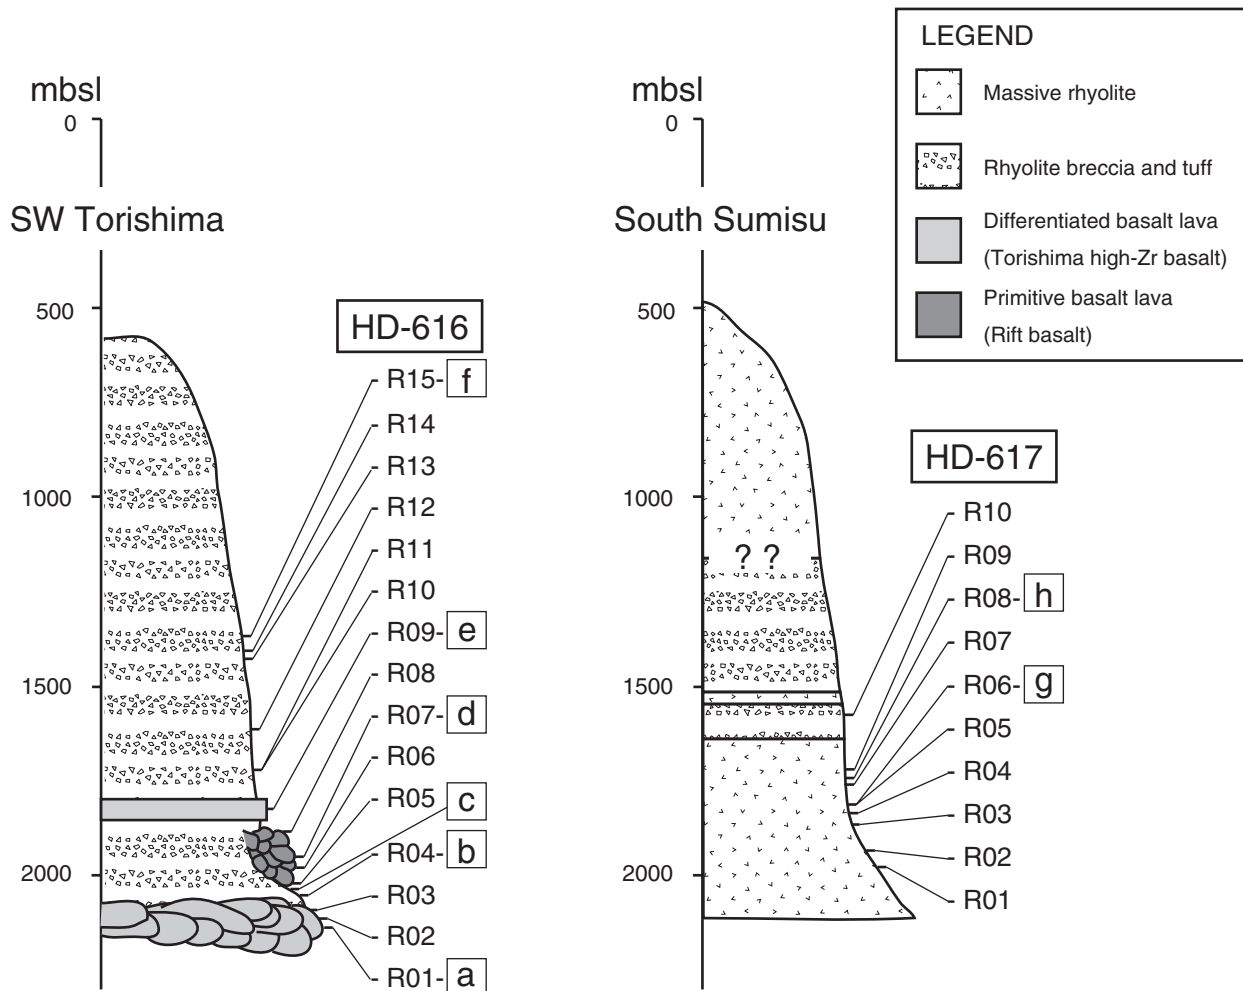 mbsl
0
SW Torishima
500
1000
1500
2000
HD-616
R15- f
R14
R13
R12
R11
R10
R09- e
R08
R07- d
R06
R05
c
R04- b
R03
R02
R01- a
mbsl
0
South Sumisu
500
1000
1500
2000
? ?
HD-617
R10
R09
R08- h
R07
R06- g
R05
R04
R03
R02
R01
LEGEND
Massive rhyolite
Rhyolite breccia and tuff
Differentiated basalt lava
(Torishima high-Zr basalt)
Primitive basalt lava
(Rift basalt)